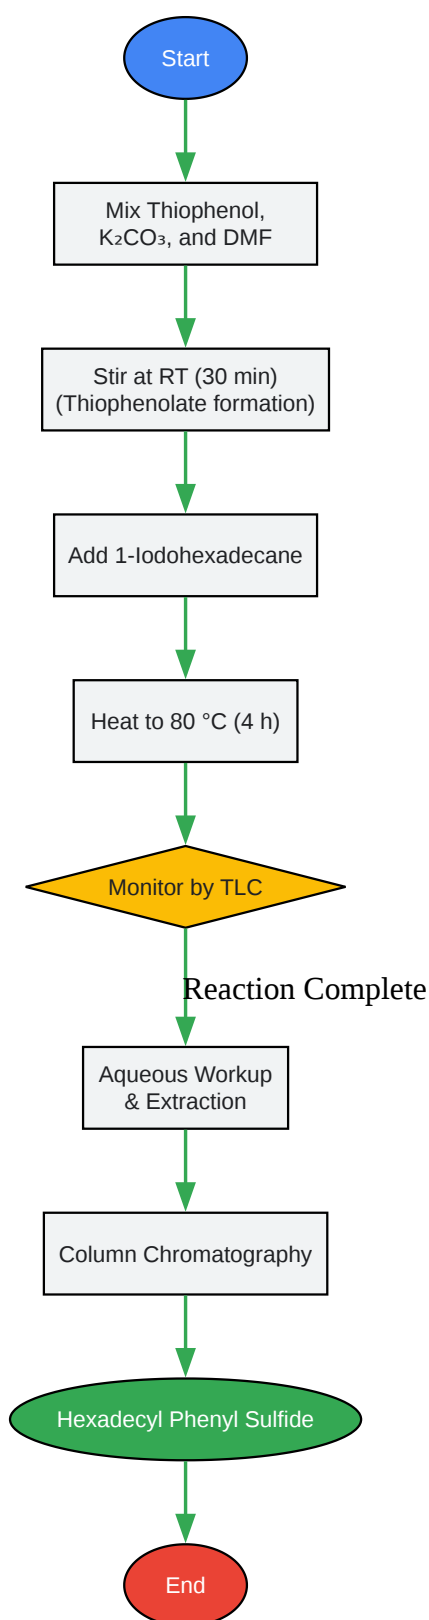 Start
Mix Thiophenol,
K₂CO₃, and DMF
Stir at RT (30 min)
(Thiophenolate formation)
Add 1-Iodohexadecane
Heat to 80 °C (4 h)
Monitor by TLC
Reaction Complete
Aqueous Workup
& Extraction
Column Chromatography
Hexadecyl Phenyl Sulfide
End